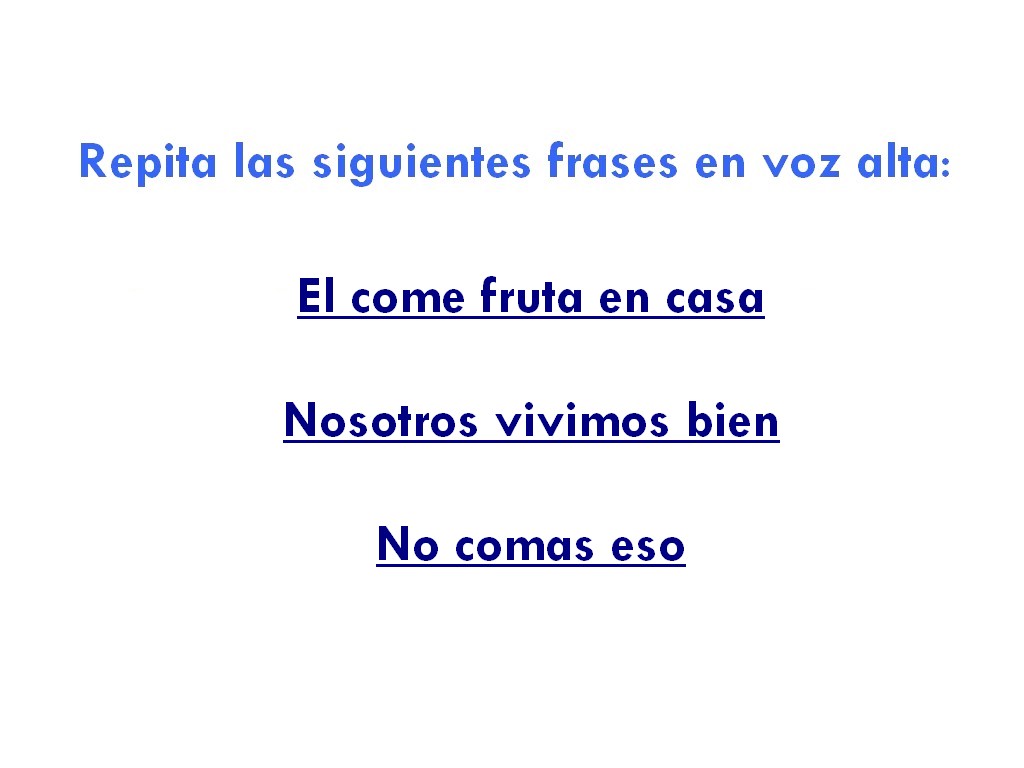 Repita las siguientes frases en voz alta:
El come fruta en casa
Nosotros vivimos bien
No comas eso